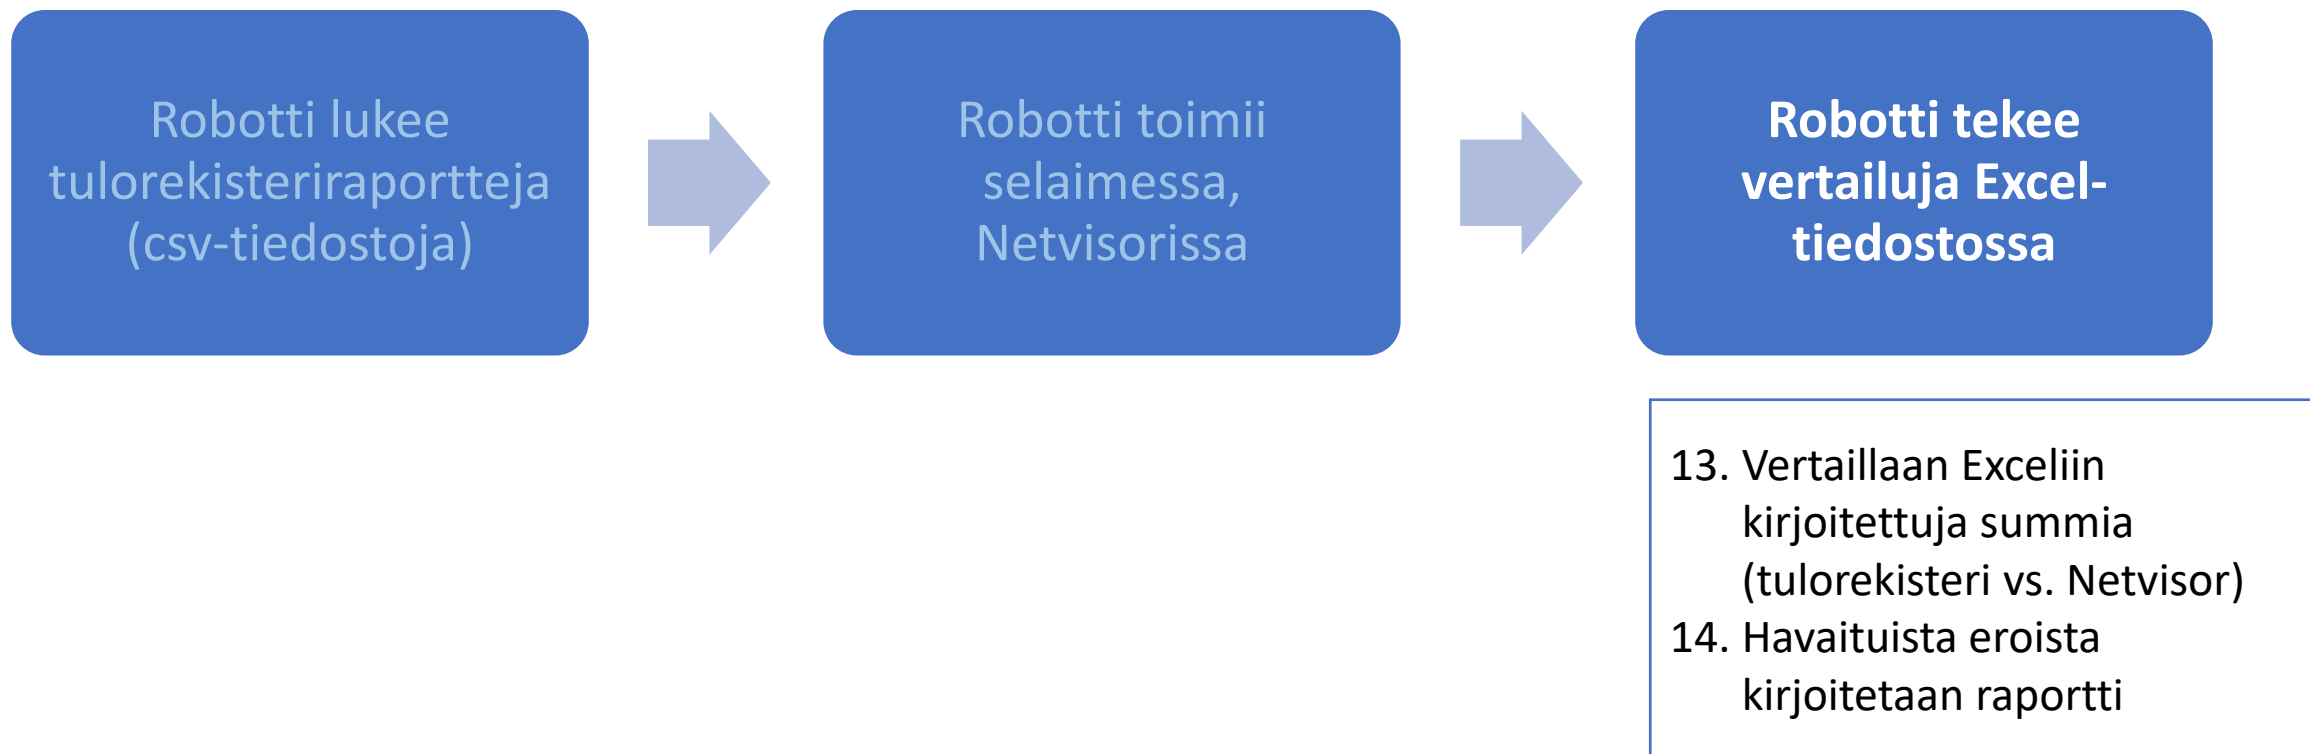 Robotti lukee
tulorekisteriraportteja
(csv-tiedostoja)
Robotti toimii
selaimessa,
Netvisorissa
Robotti tekee
vertailuja Excel-
tiedostossa
13. Vertaillaan Exceliin
kirjoitettuja summia
(tulorekisteri vs. Netvisor)
14. Havaituista eroista
kirjoitetaan raportti